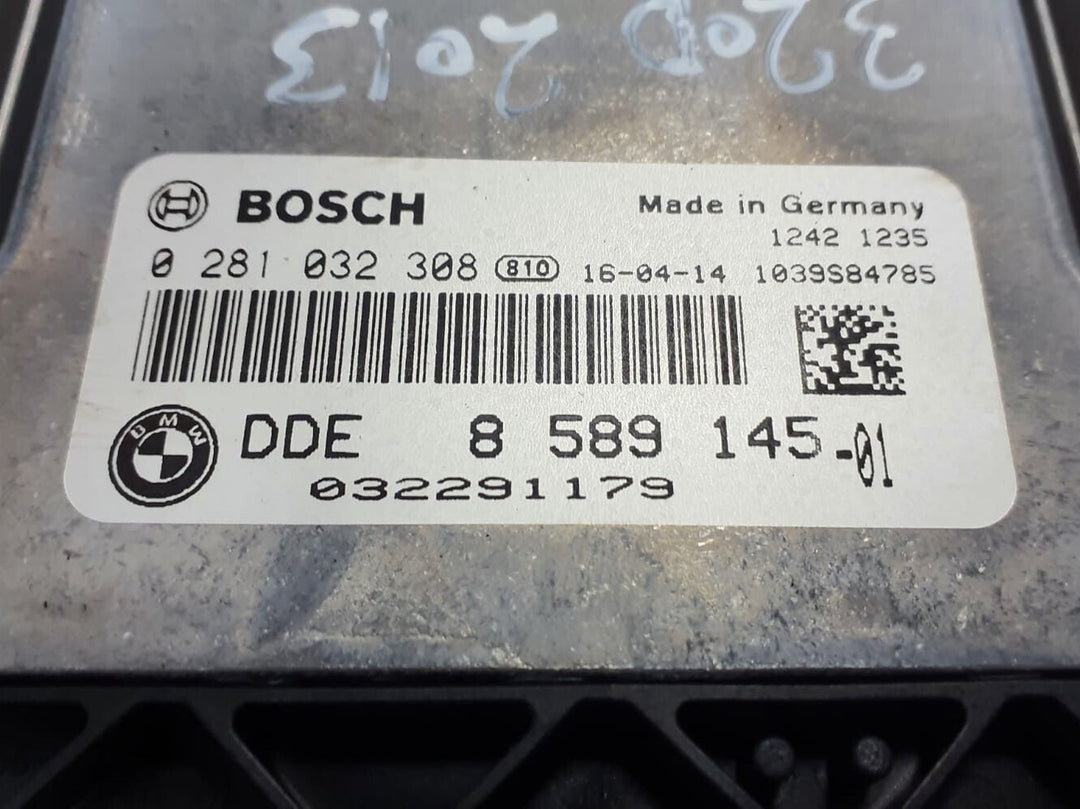 320D 2013
BOSCH
Made in Germany
1242 1235
0 281 032 308 810 16-04-14 1039S84785
BMW
DDE 8 589 145-01
032291179